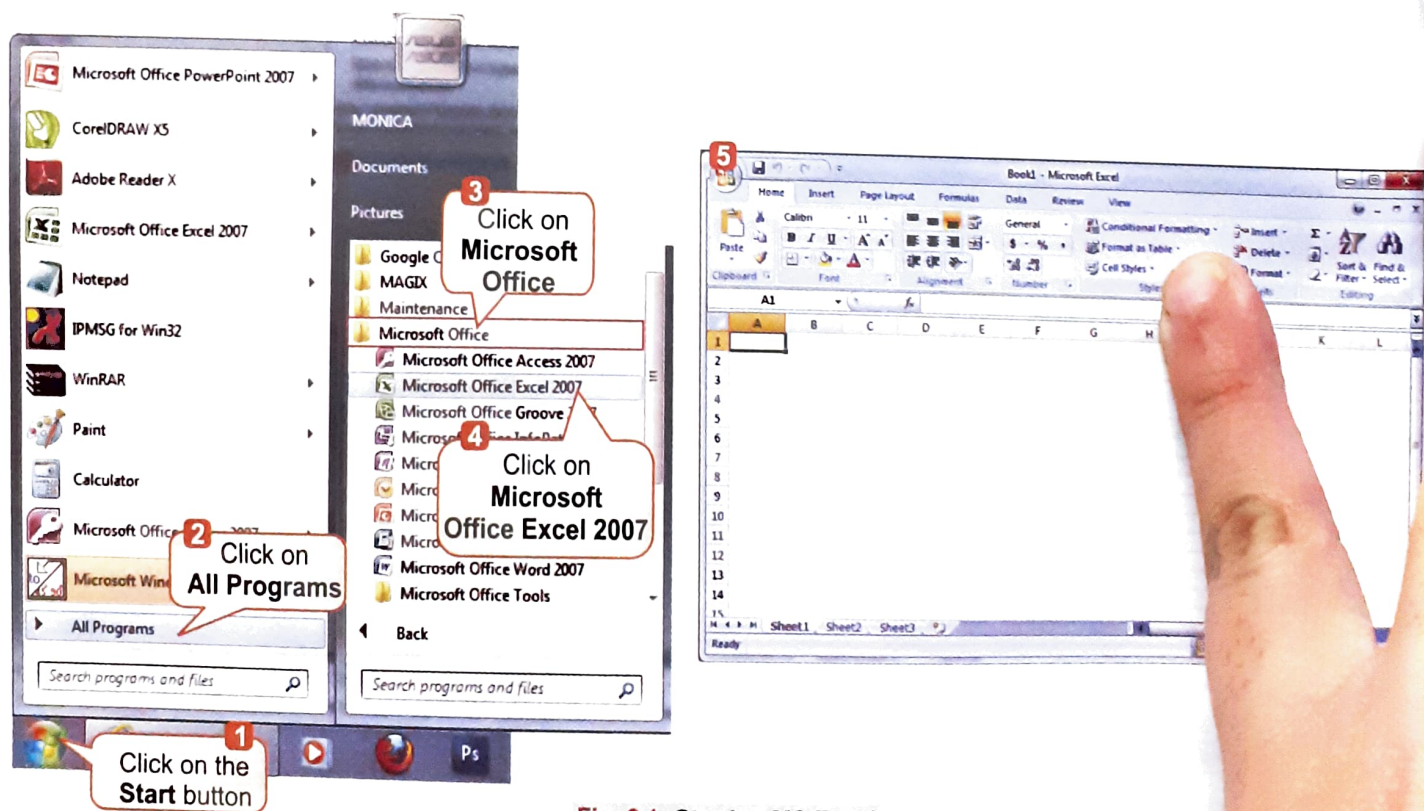 ASUS
Microsoft Office PowerPoint 2007
CorelDRAW X5
Adobe Reader X
Microsoft Office Excel 2007
Notepad
IPMSG for Win32
WinRAR
Paint
Calculator
Microsoft Office 2007
Microsoft
All Programs
Search programs and files
MONICA
Documents
Pictures
Google
MAGIX
Maintenance
Microsoft Office
Microsoft Office Access 2007
Microsoft Office Excel 2007
Microsoft Office Groove
Microsoft Office Word 2007
Microsoft Office Tools
Back
Search programs and files
1
Click on the
Start button
2
Click on
All Programs
3
Click on
Microsoft
Office
4
Click on
Microsoft
Office Excel 2007
Ps
5
Book1 - Microsoft Excel
Home Insert Page Layout Formulas Data Review View
Paste
Calibri 11
B I U A A
General
$ % ,
Conditional Formatting
Format as Table
Cell Styles
Insert
Delete
Format
Σ
Sort & Filter
Find & Select
Clipboard Font Alignment Number Styles Editing
A1 fx
A B C D E F G H K L
1
2
3
4
5
6
7
8
9
10
11
12
13
14
15
Sheet1 Sheet2 Sheet3
Ready